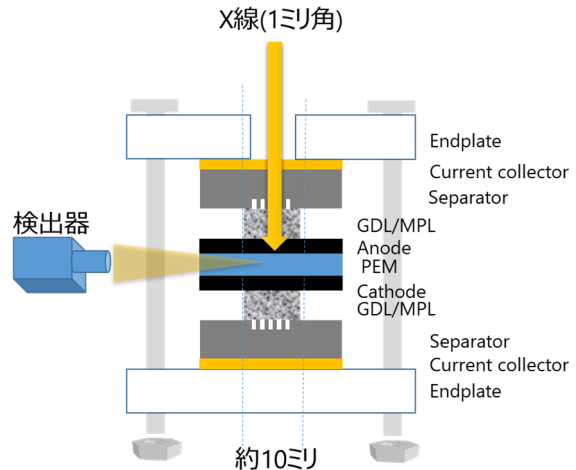 X線(1ミリ角)
Endplate
Current collector
Separator
検出器
GDL/MPL
Anode
PEM
Cathode
GDL/MPL
Separator
Current collector
Endplate
約10ミリ